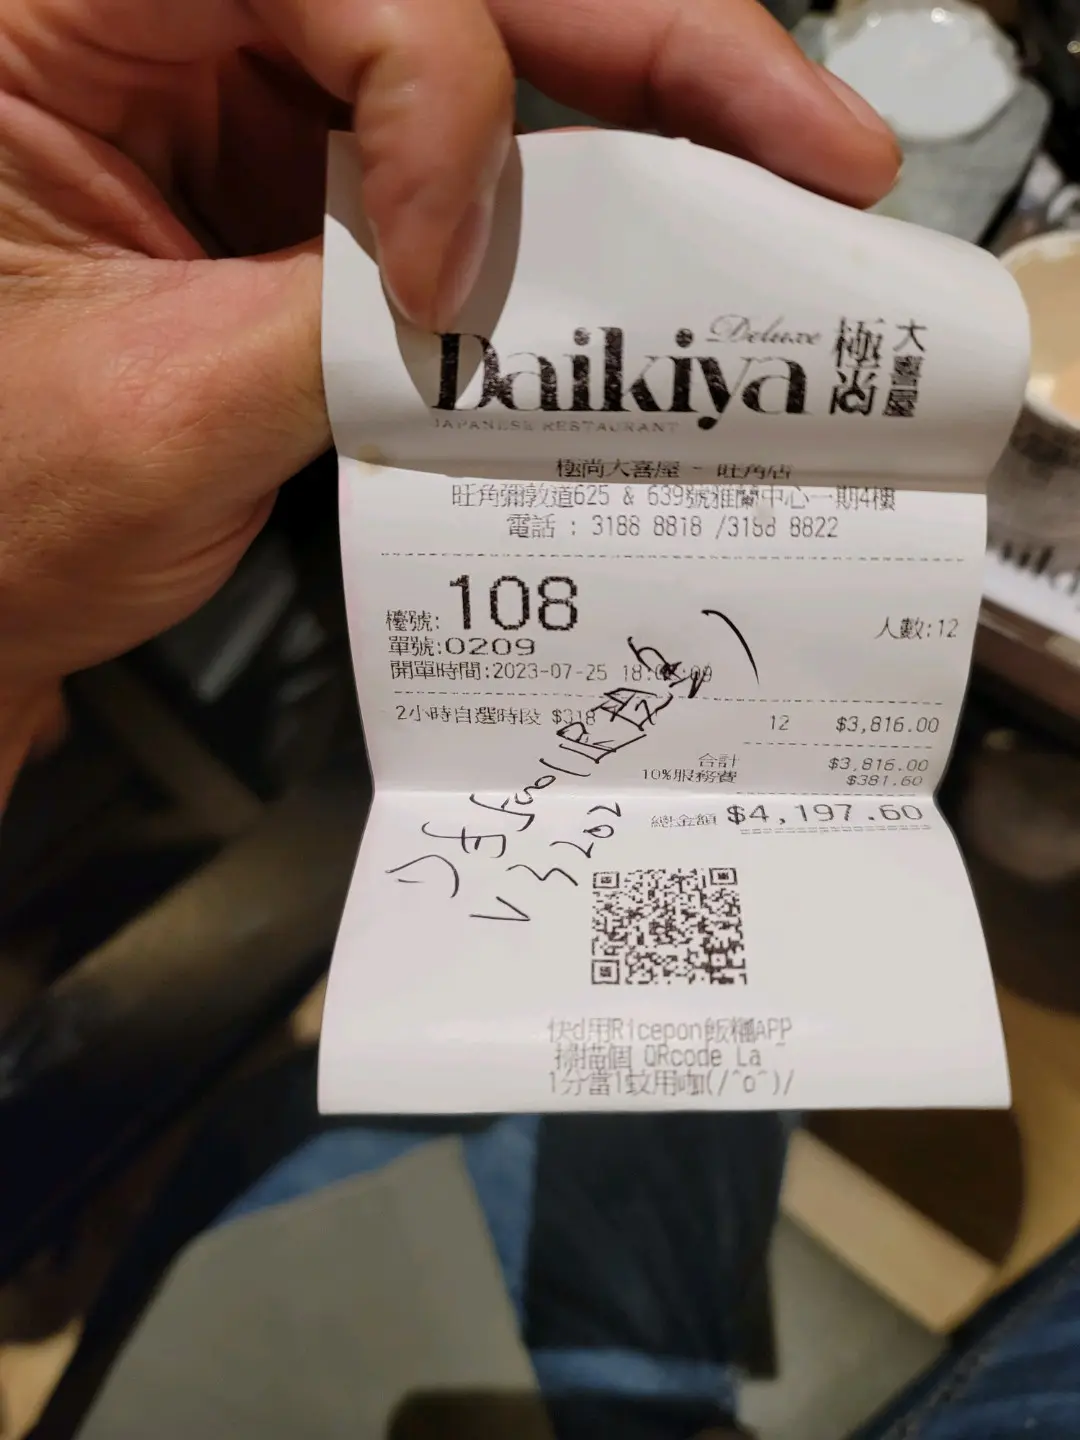 Deluxe
Daikiya 極尚 大喜屋
JAPANESE RESTAURANT
極尚大喜屋 - 旺角店
旺角彌敦道625 & 639號雅蘭中心一期4樓
電話 : 3188 8818 /3188 8822
檯號: 108
人數:12
單號:0209
開單時間:2023-07-25 18:
2小時自選時段 $318 12 $3,816.00
合計 $3,816.00
10%服務費 $381.60
總金額 $4,197.60
快d用Ricepon飯糰APP
掃描個 QRcode La ~
1分當1蚊用咖(/^o^)/